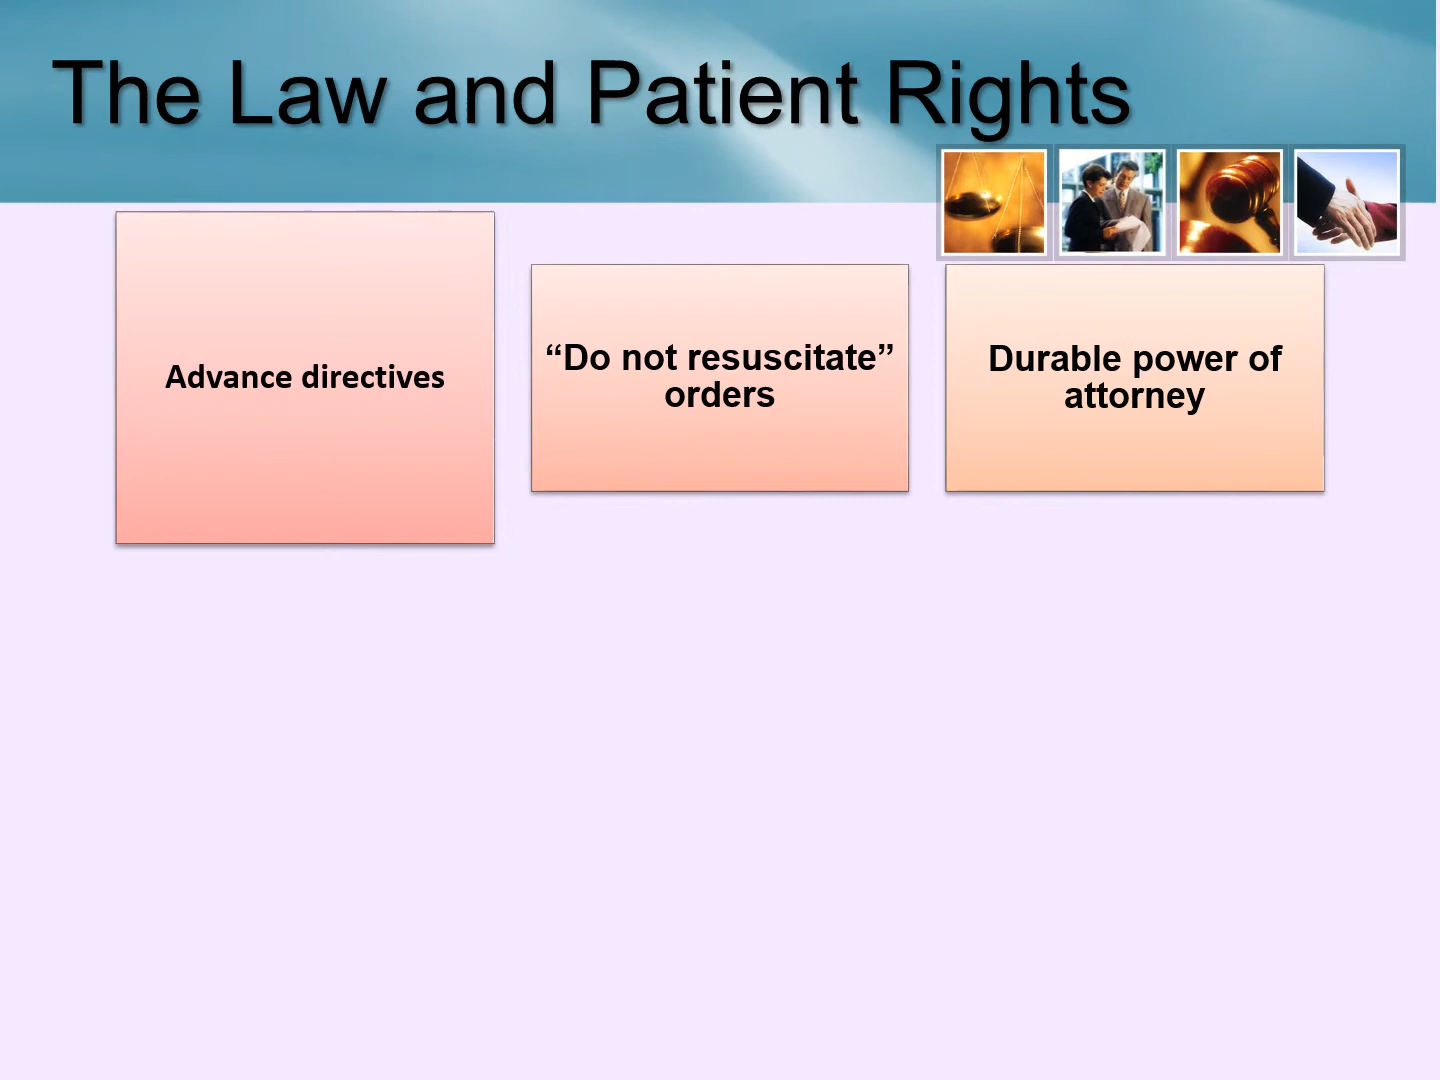 The Law and Patient Rights
Advance directives
“Do not resuscitate”
orders
Durable power of
attorney